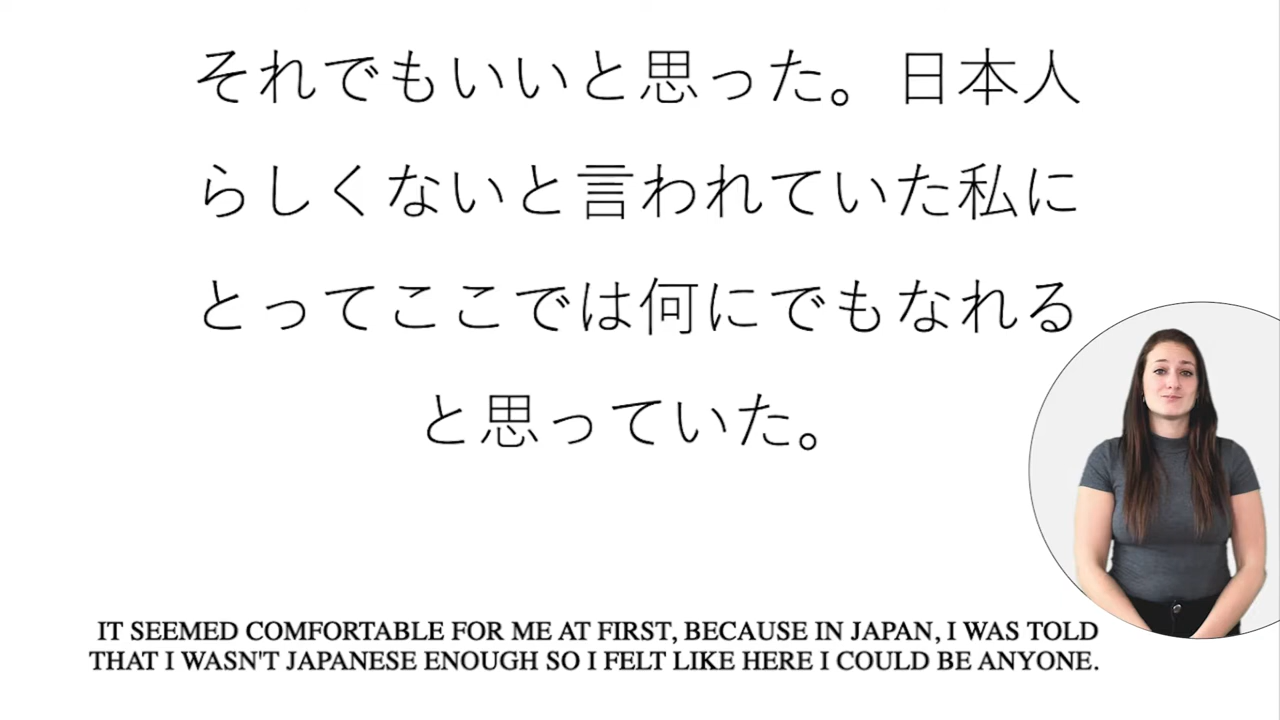 それでもいいと思った。日本人
らしくないと言われていた私に
とってここでは何にでもなれる
と思っていた。
IT SEEMED COMFORTABLE FOR ME AT FIRST, BECAUSE IN JAPAN, I WAS TOLD
THAT I WASN'T JAPANESE ENOUGH SO I FELT LIKE HERE I COULD BE ANYONE.